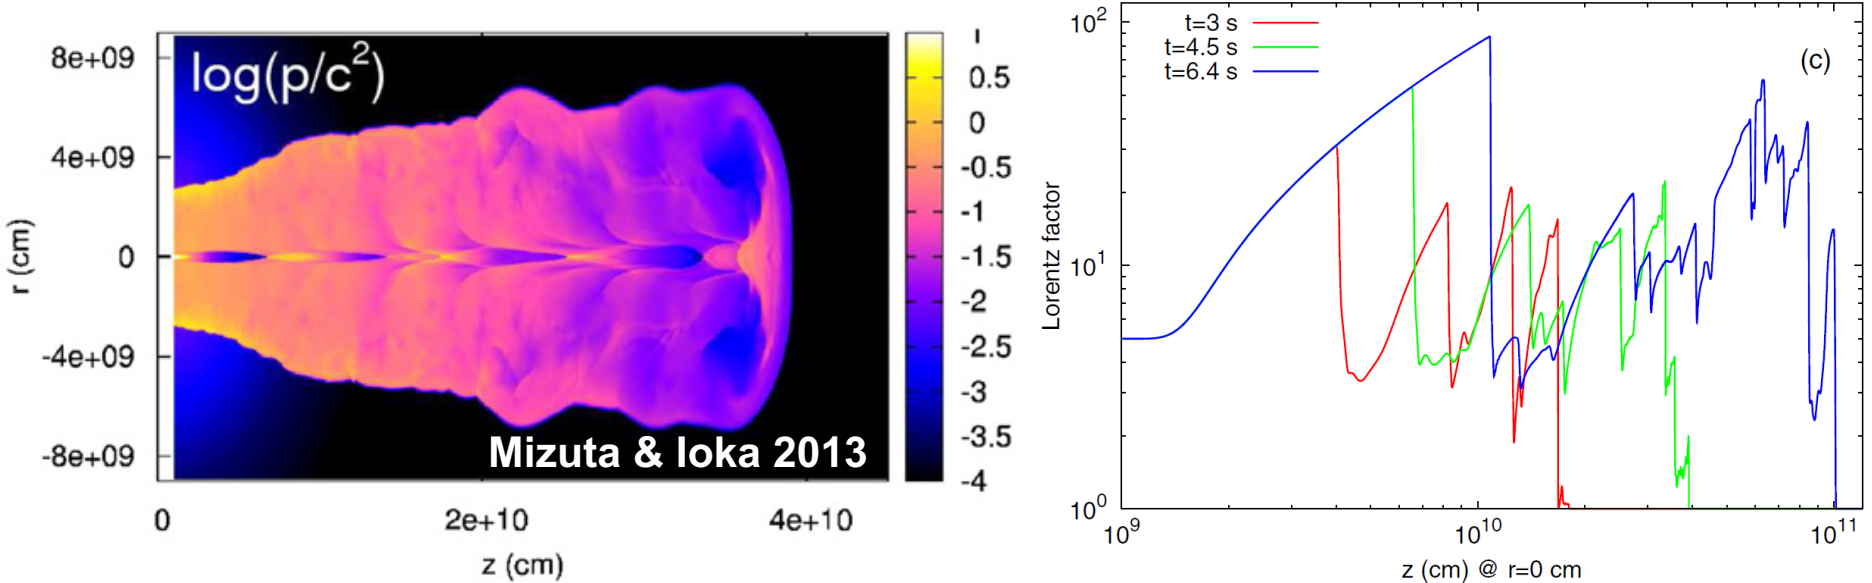 log(p/c²)
8e+09
4e+09
0
-4e+09
-8e+09
r (cm)
0
2e+10
4e+10
z (cm)
Mizuta & Ioka 2013
1
0.5
0
-0.5
-1
-1.5
-2
-2.5
-3
-3.5
-4
t=3 s
t=4.5 s
t=6.4 s
(c)
10²
10¹
10⁰
Lorentz factor
10⁹
10¹⁰
10¹¹
z (cm) @ r=0 cm